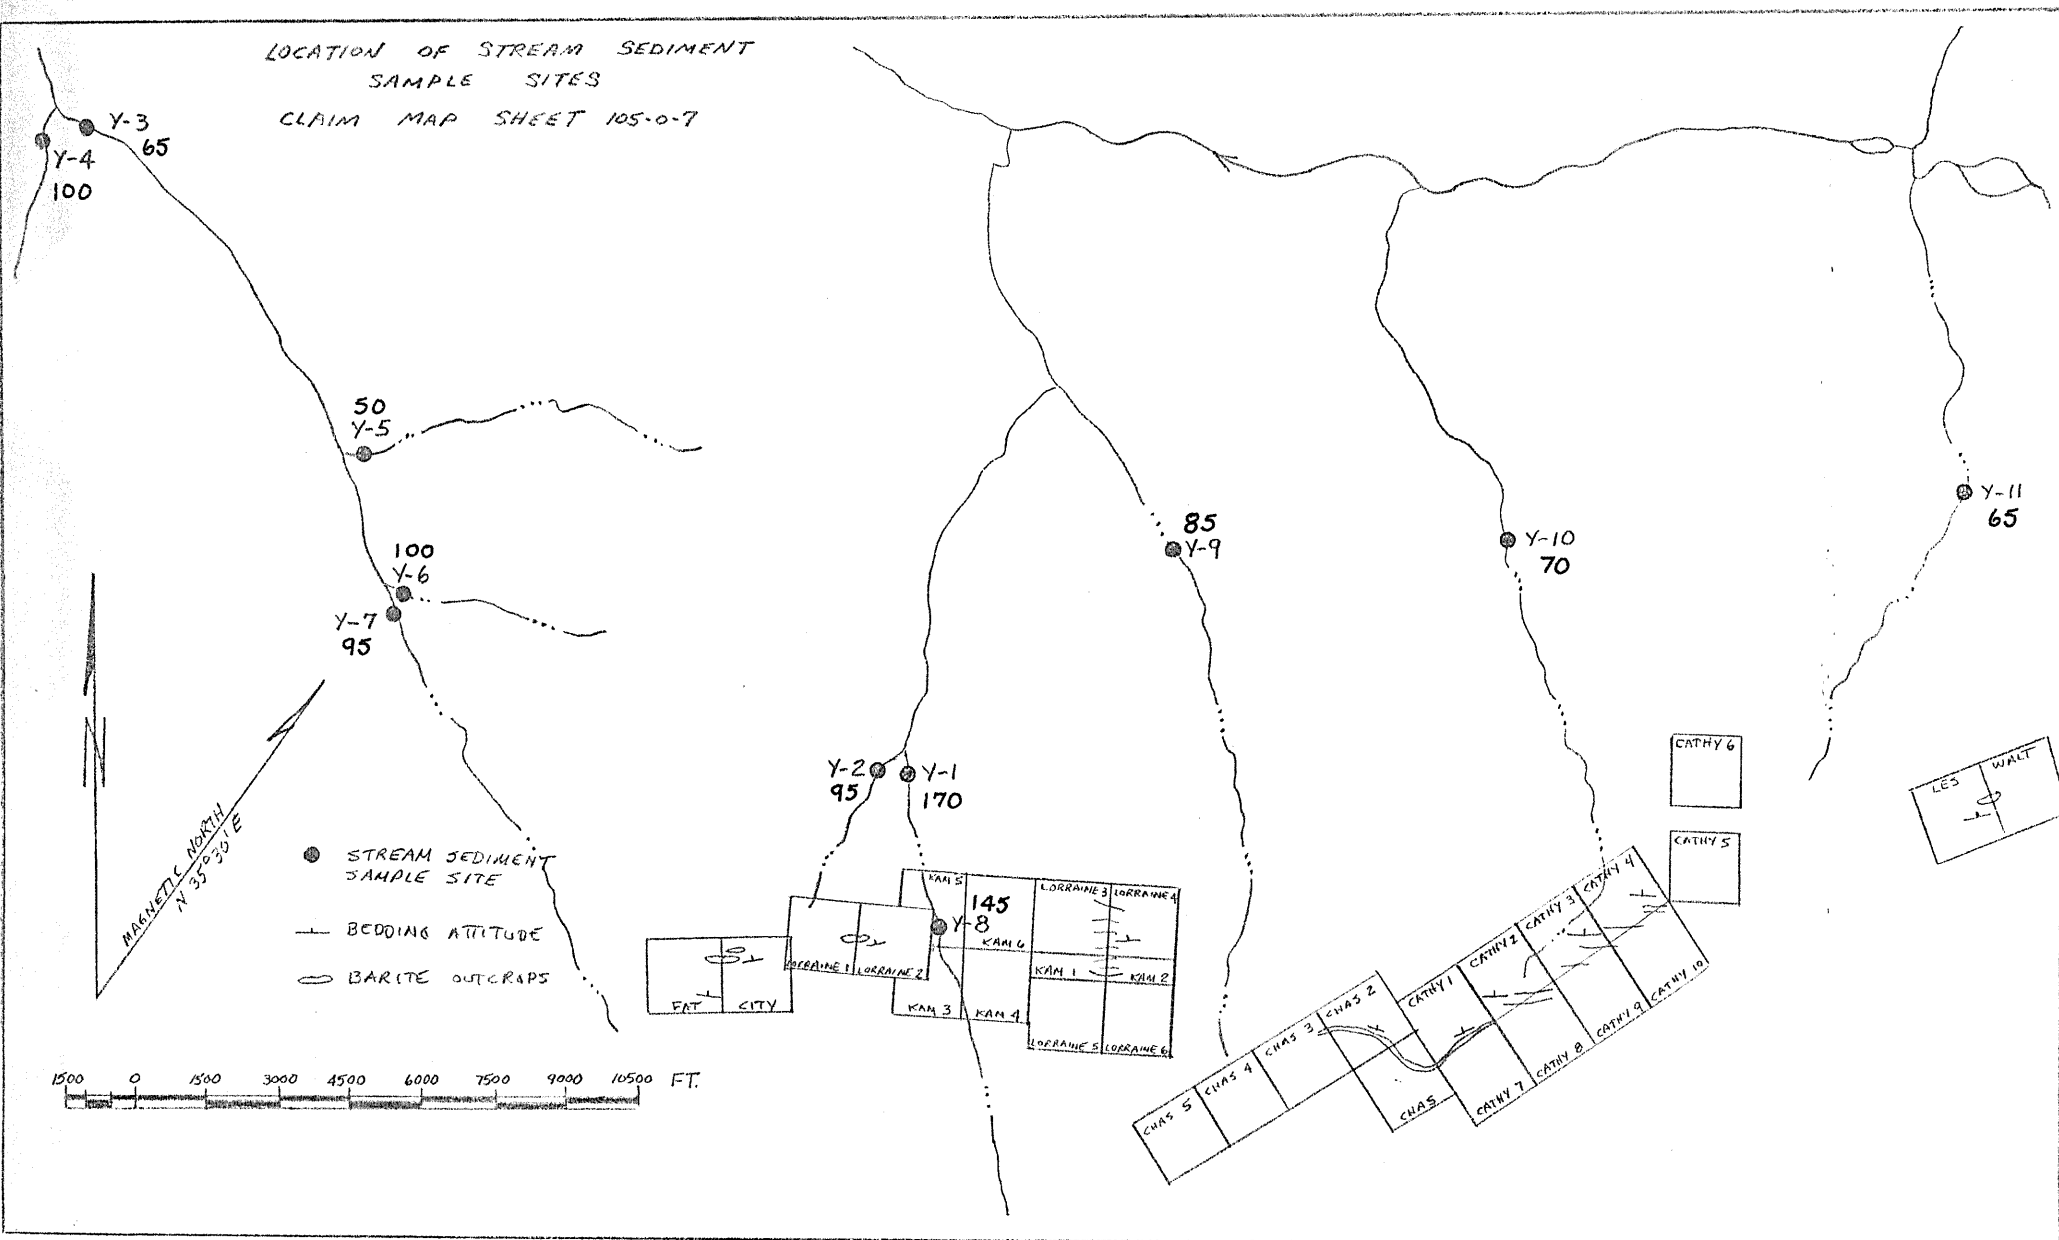 LOCATION OF STREAM SEDIMENT
SAMPLE SITES
CLAIM MAP SHEET 105-O-7
Y-3
65
Y-4
100
50
Y-5
100
Y-6
Y-7
95
85
Y-9
Y-10
70
Y-11
65
Y-2
95
Y-1
170
145
Y-8
N
MAGNETIC NORTH
N 35°30' E
STREAM SEDIMENT
SAMPLE SITE
BEDDING ATTITUDE
BARITE OUTCROPS
1500 0 1500 3000 4500 6000 7500 9000 10500 FT.
FAT
CITY
LORRAINE 1
LORRAINE 2
KAM 5
KAM 6
KAM 3
KAM 4
LORRAINE 3
LORRAINE 4
KAM 1
KAM 2
LORRAINE 5
LORRAINE 6
CHAS 5
CHAS 4
CHAS 3
CHAS 2
CHAS
CATHY 1
CATHY 2
CATHY 3
CATHY 4
CATHY 7
CATHY 8
CATHY 9
CATHY 10
CATHY 6
CATHY 5
LES
WALT